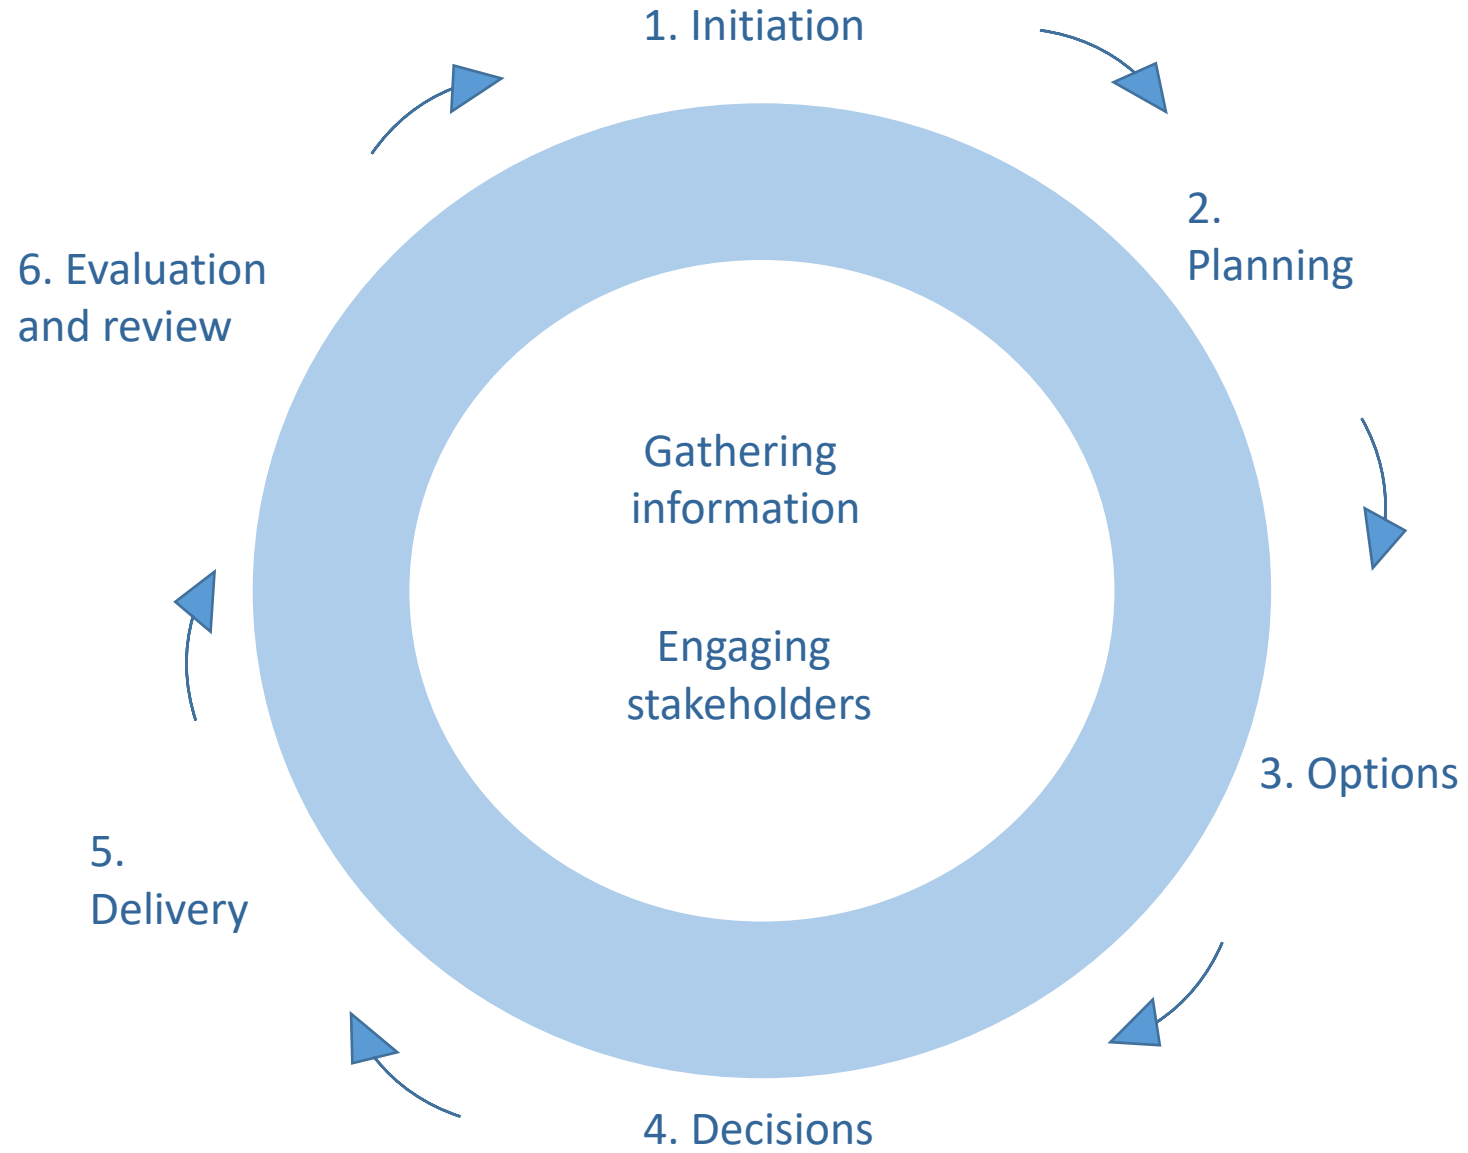 1. Initiation
2.
Planning
3. Options
4. Decisions
5.
Delivery
6. Evaluation
and review
Gathering
information
Engaging
stakeholders